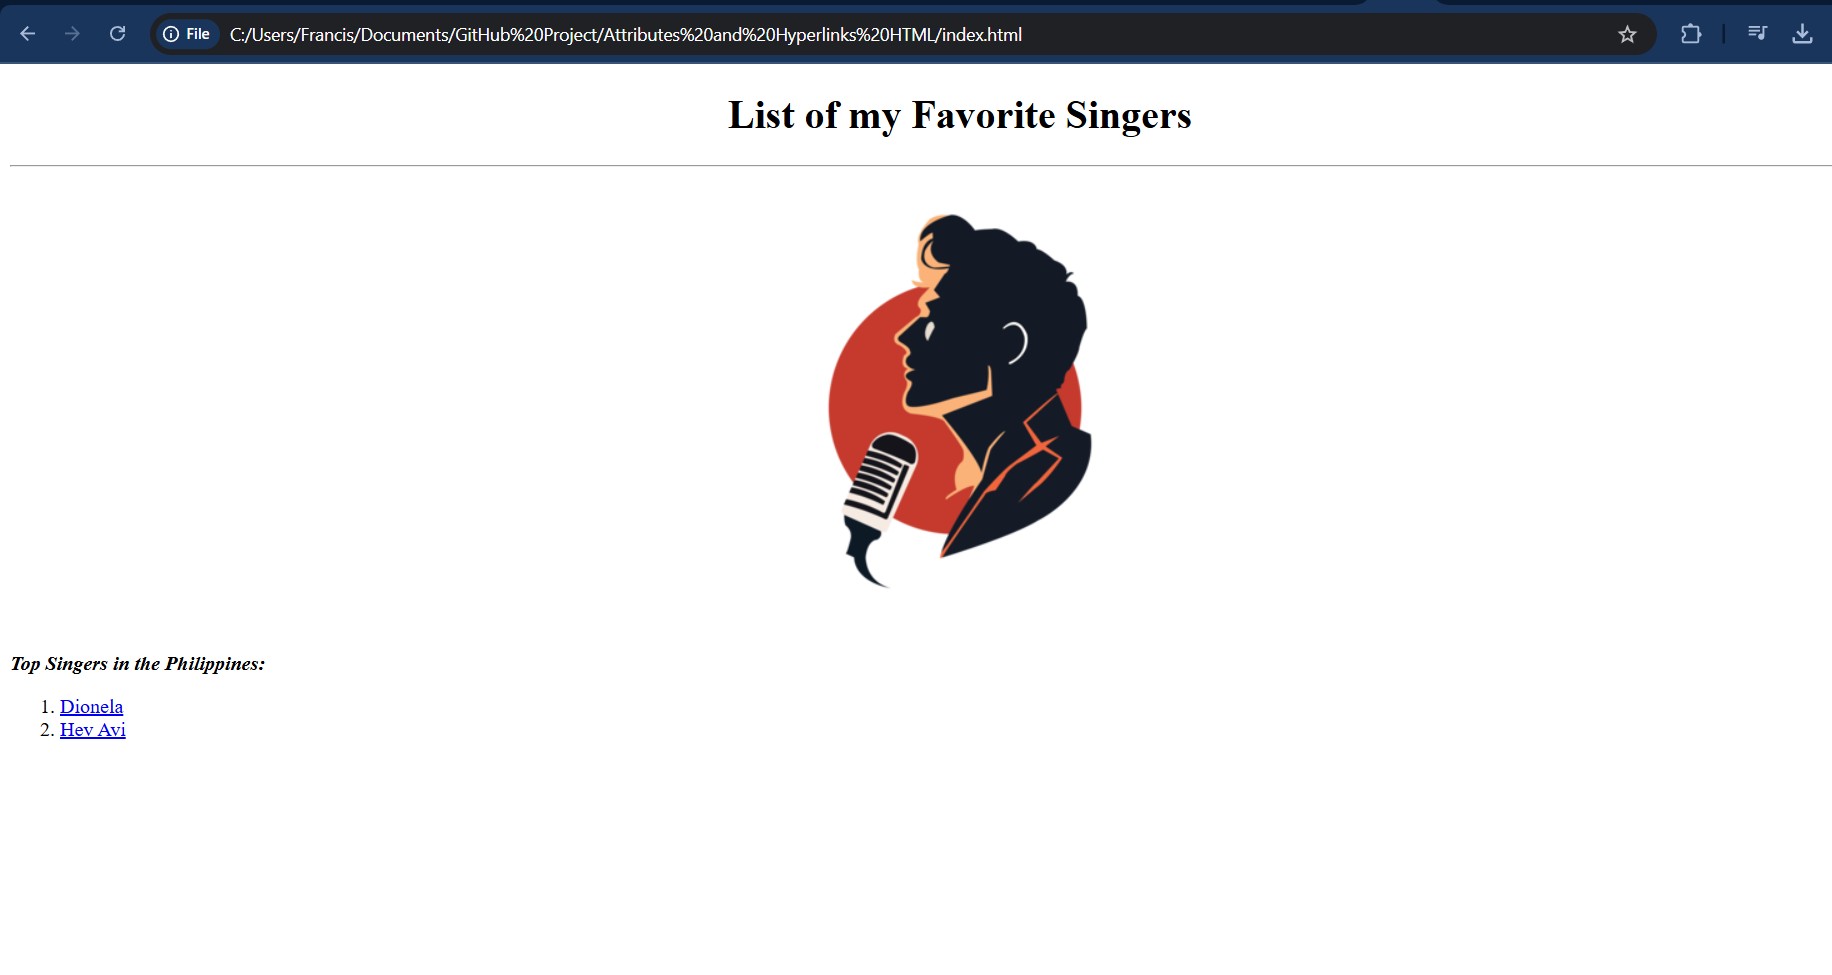 File C:/Users/Francis/Documents/GitHub%20Project/Attributes%20and%20Hyperlinks%20HTML/index.html
List of my Favorite Singers
Top Singers in the Philippines:
1. Dionela
2. Hev Avi